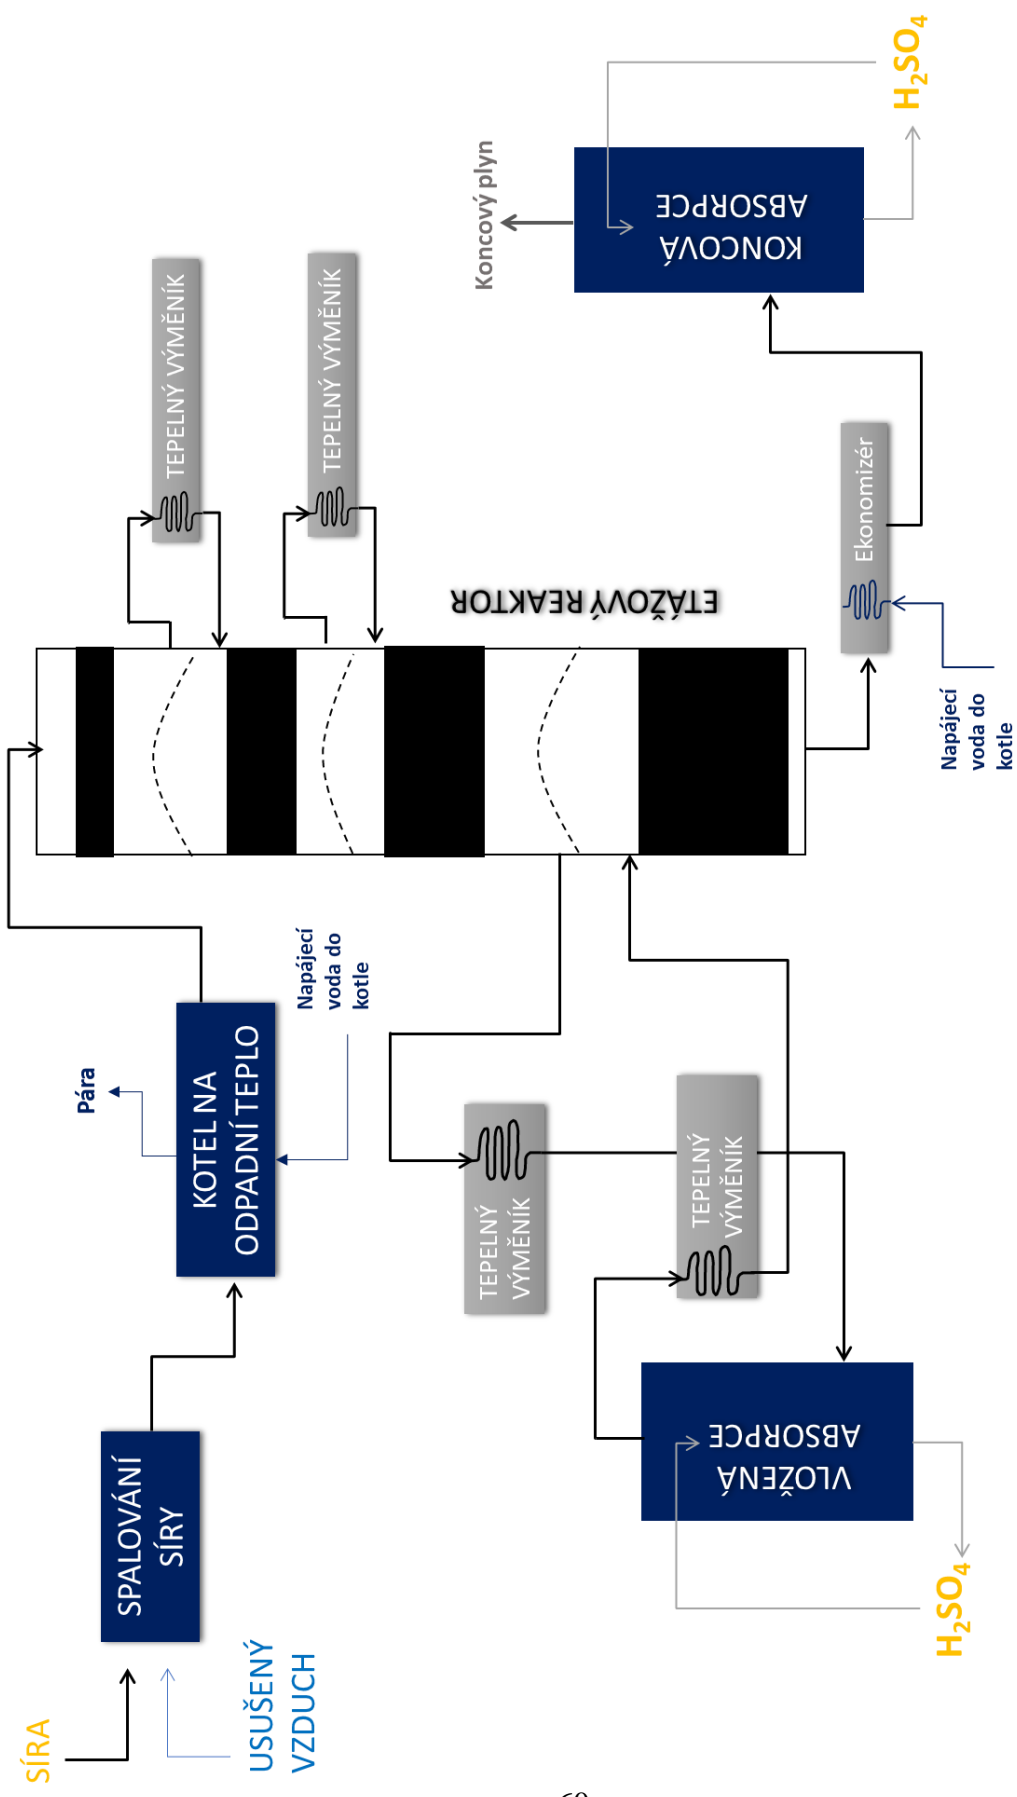 SÍRA
USUŠENÝ
VZDUCH
SPALOVÁNÍ
SÍRY
KOTEL NA
ODPADNÍ TEPLO
Pára
Napájecí
voda do
kotle
TEPELNÝ VÝMĚNÍK
TEPELNÝ VÝMĚNÍK
ETÁŽOVÝ REAKTOR
TEPELNÝ
VÝMĚNÍK
TEPELNÝ
VÝMĚNÍK
VLOŽENÁ
ABSORPCE
H₂SO₄
Napájecí
voda do
kotle
Ekonomizér
KONCOVÁ
ABSORPCE
Koncový plyn
H₂SO₄